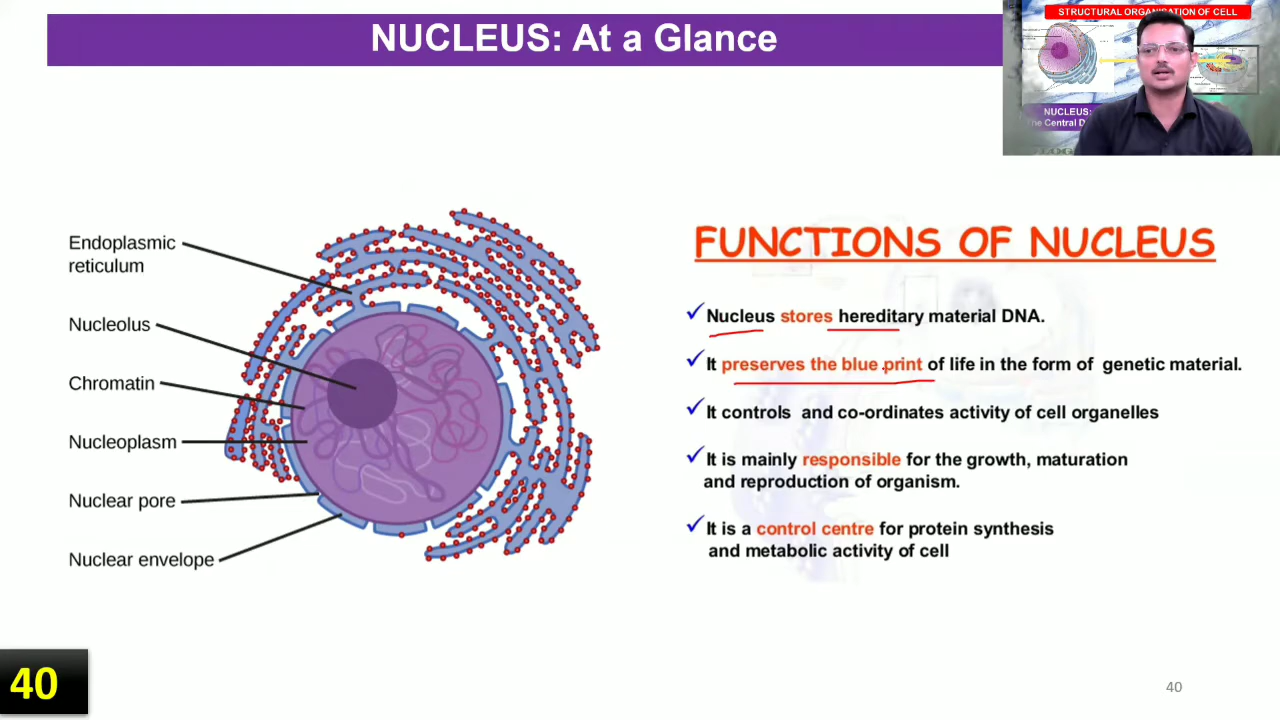 NUCLEUS: At a Glance
STRUCTURAL ORGANISATION OF CELL
NUCLEUS:
Endoplasmic
reticulum
Nucleolus
Chromatin
Nucleoplasm
Nuclear pore
Nuclear envelope
FUNCTIONS OF NUCLEUS
✓Nucleus stores hereditary material DNA.
✓It preserves the blue print of life in the form of genetic material.
✓It controls and co-ordinates activity of cell organelles
✓It is mainly responsible for the growth, maturation
and reproduction of organism.
✓It is a control centre for protein synthesis
and metabolic activity of cell
40
40